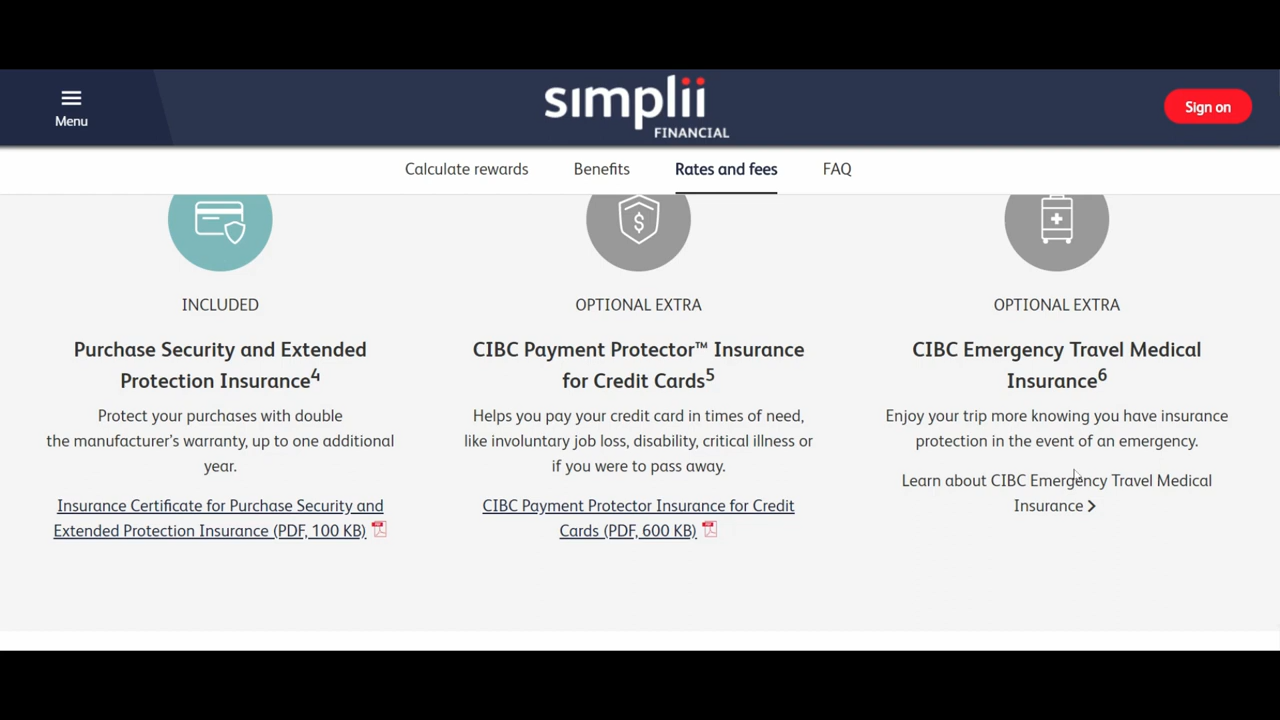 Menu
simplii
FINANCIAL
Sign on
Calculate rewards
Benefits
Rates and fees
FAQ
INCLUDED
Purchase Security and Extended
Protection Insurance4
Protect your purchases with double
the manufacturer's warranty, up to one additional
year.
Insurance Certificate for Purchase Security and
Extended Protection Insurance (PDF, 100 KB)
OPTIONAL EXTRA
CIBC Payment Protector™ Insurance
for Credit Cards5
Helps you pay your credit card in times of need,
like involuntary job loss, disability, critical illness or
if you were to pass away.
CIBC Payment Protector Insurance for Credit
Cards (PDF, 600 KB)
OPTIONAL EXTRA
CIBC Emergency Travel Medical
Insurance6
Enjoy your trip more knowing you have insurance
protection in the event of an emergency.
Learn about CIBC Emergency Travel Medical
Insurance